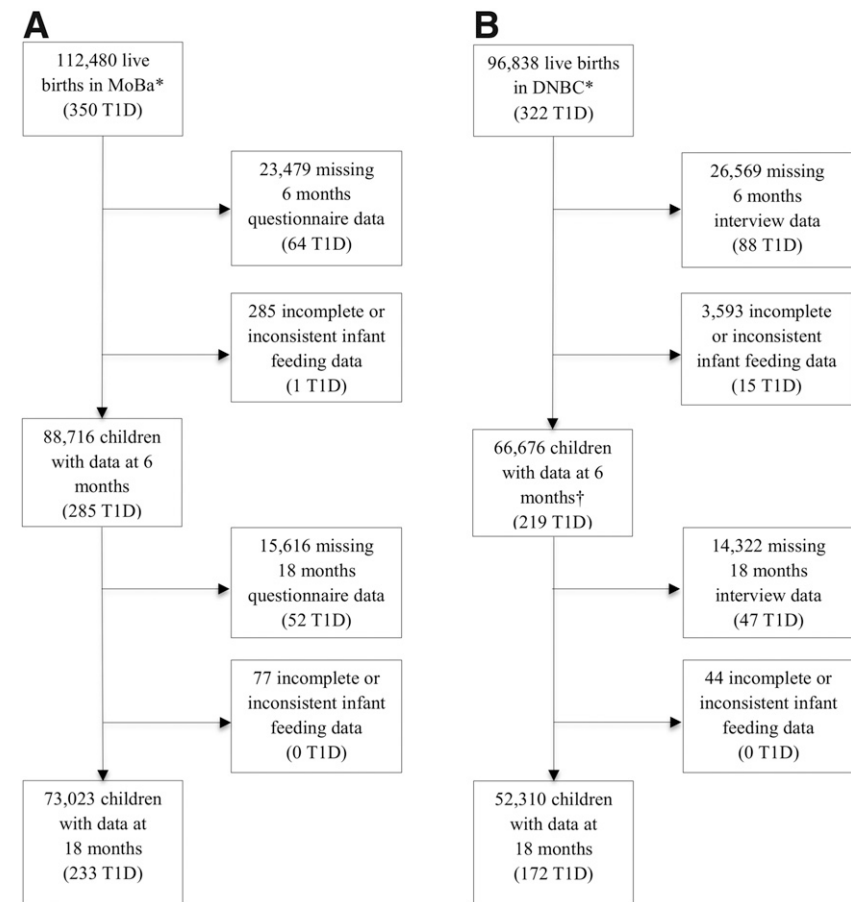 A
112,480 live
births in MoBa*
(350 T1D)
23,479 missing
6 months
questionnaire data
(64 T1D)
285 incomplete or
inconsistent infant
feeding data
(1 T1D)
88,716 children
with data at 6
months
(285 T1D)
15,616 missing
18 months
questionnaire data
(52 T1D)
77 incomplete or
inconsistent infant
feeding data
(0 T1D)
73,023 children
with data at
18 months
(233 T1D)
B
96,838 live births
in DNBC*
(322 T1D)
26,569 missing
6 months
interview data
(88 T1D)
3,593 incomplete
or inconsistent
infant feeding data
(15 T1D)
66,676 children
with data at 6
months†
(219 T1D)
14,322 missing
18 months
interview data
(47 T1D)
44 incomplete or
inconsistent infant
feeding data
(0 T1D)
52,310 children
with data at
18 months
(172 T1D)